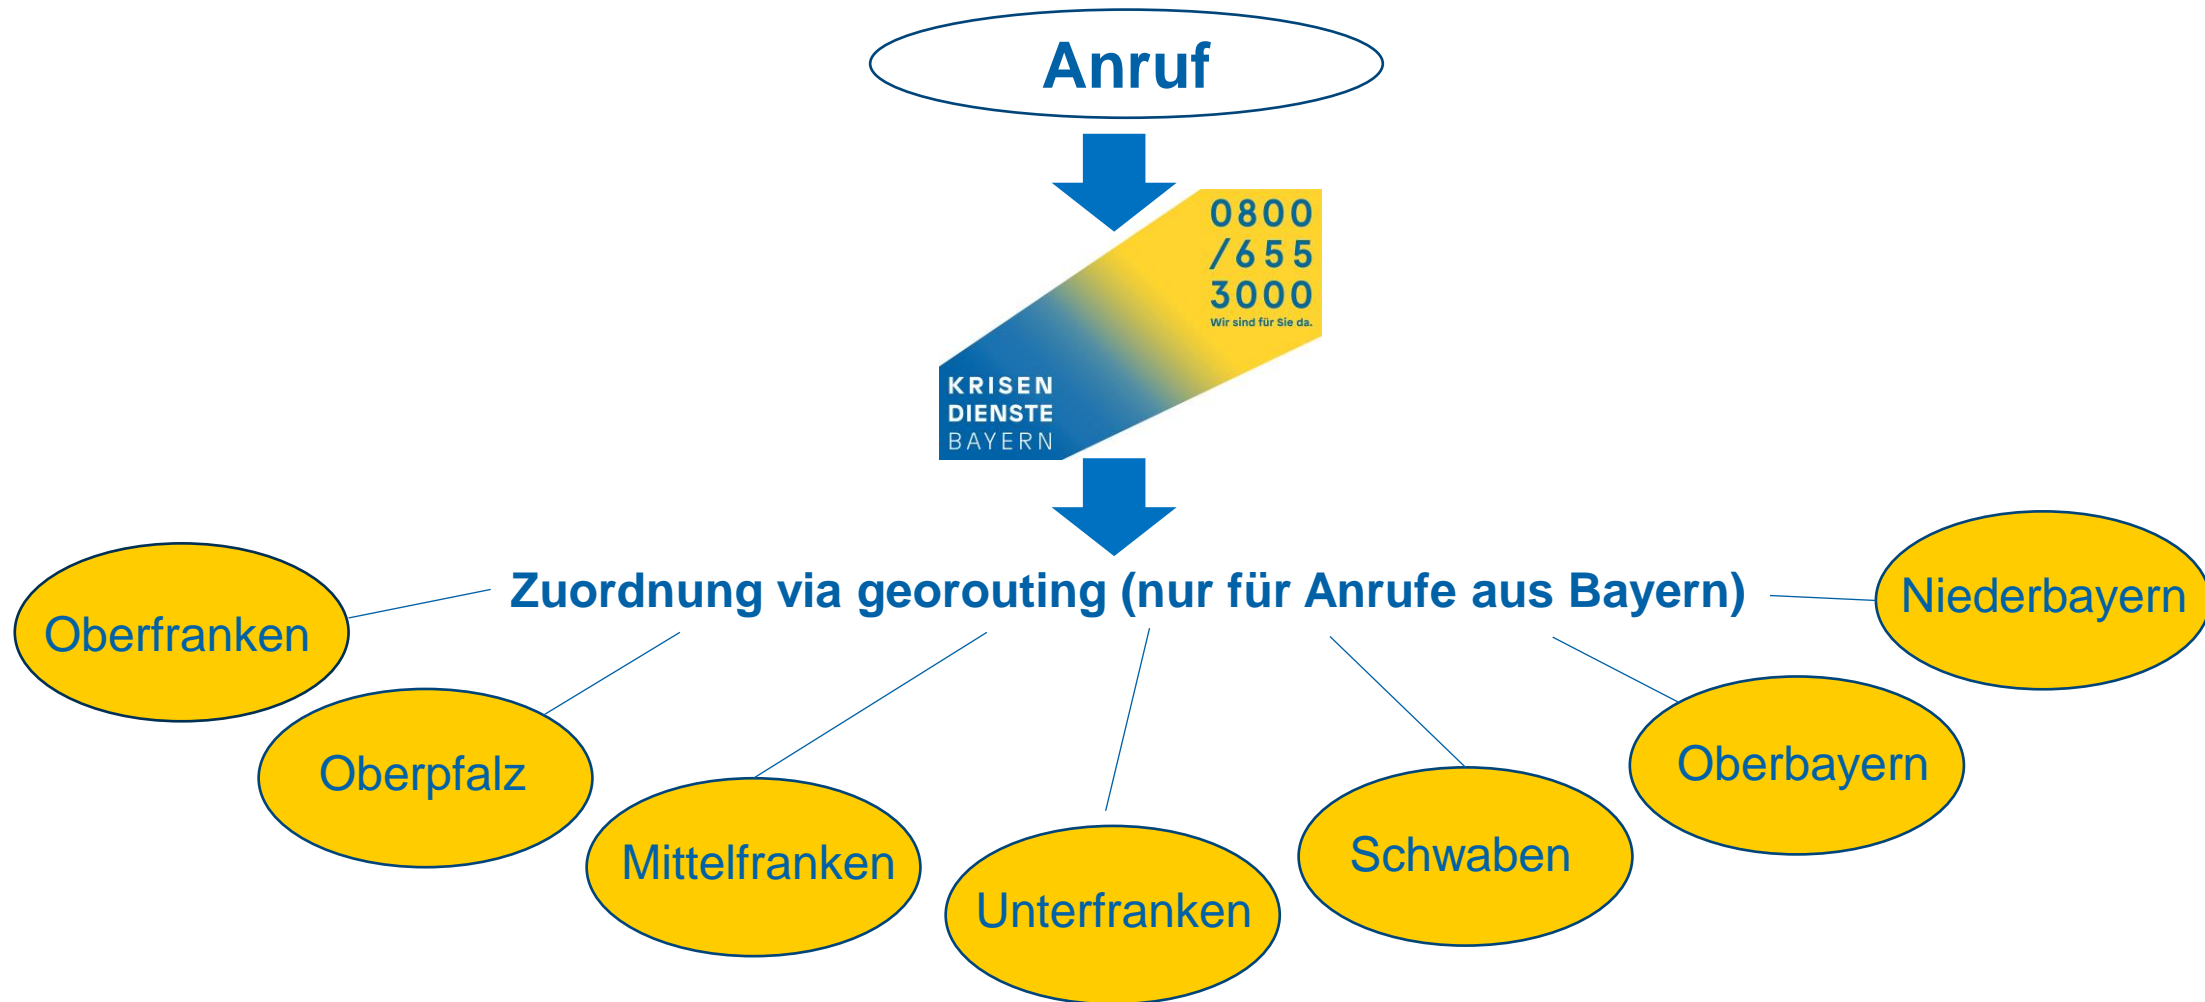 Anruf
0800
/655
3000
Wir sind für Sie da.
KRISEN
DIENSTE
BAYERN
Zuordnung via georouting (nur für Anrufe aus Bayern)
Oberfranken
Oberpfalz
Mittelfranken
Unterfranken
Schwaben
Oberbayern
Niederbayern